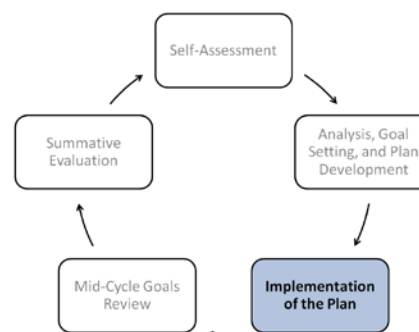 Self-Assessment
Analysis, Goal
Setting, and Plan
Development
Implementation
of the Plan
Mid-Cycle Goals
Review
Summative
Evaluation